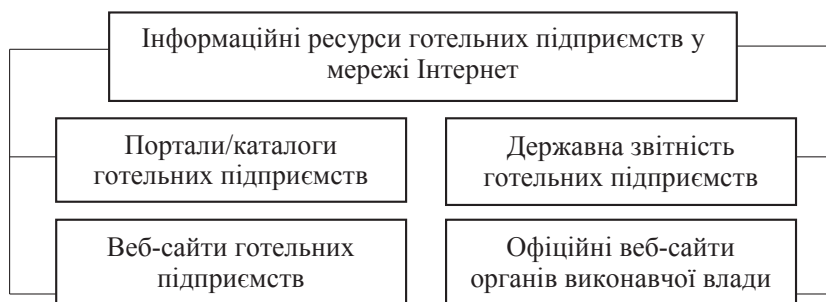 Інформаційні ресурси готельних підприємств у
мережі Інтернет
Портали/каталоги
готельних підприємств
Державна звітність
готельних підприємств
Веб-сайти готельних
підприємств
Офіційні веб-сайти
органів виконавчої влади